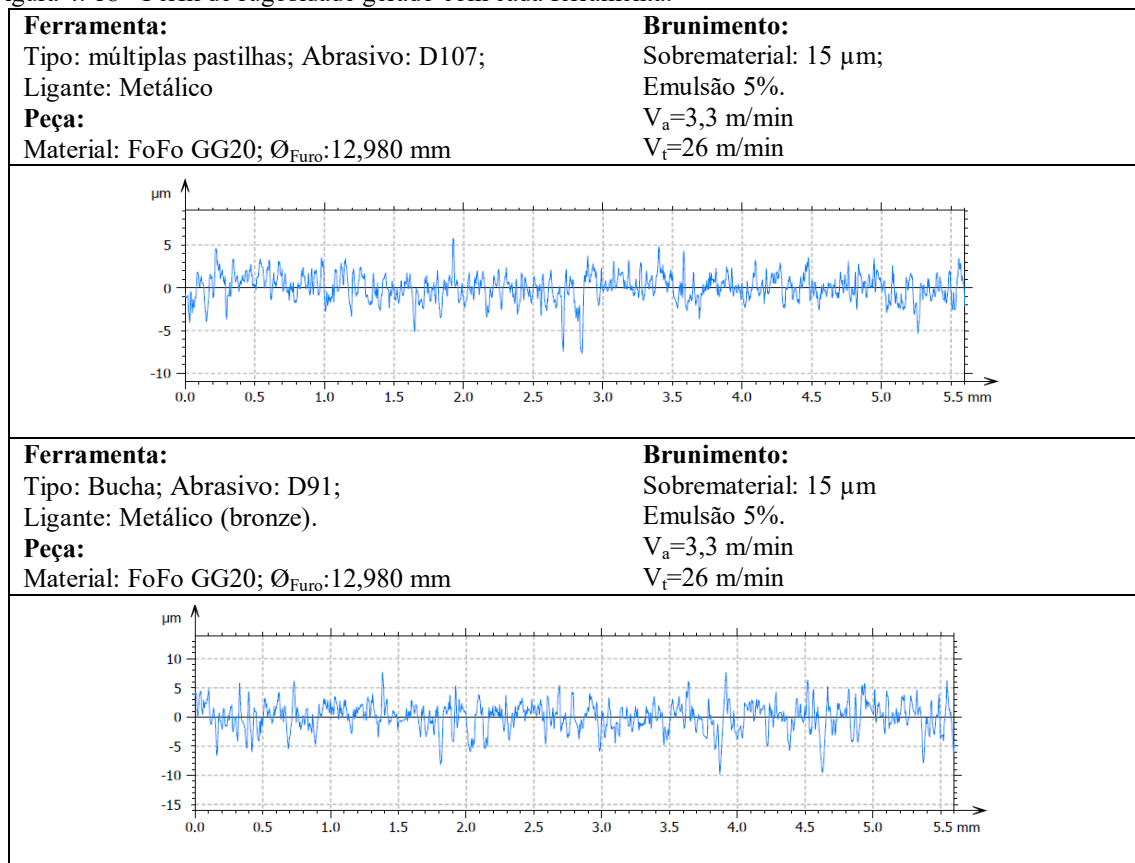 Ferramenta:
Tipo: múltiplas pastilhas; Abrasivo: D107;
Ligante: Metálico
Peça:
Material: FoFo GG20; ØFuro:12,980 mm
Brunimento:
Sobrematerial: 15 µm;
Emulsão 5%.
Va=3,3 m/min
Vt=26 m/min
µm
5
0
-5
-10
0.0 0.5 1.0 1.5 2.0 2.5 3.0 3.5 4.0 4.5 5.0 5.5 mm
Ferramenta:
Tipo: Bucha; Abrasivo: D91;
Ligante: Metálico (bronze).
Peça:
Material: FoFo GG20; ØFuro:12,980 mm
Brunimento:
Sobrematerial: 15 µm
Emulsão 5%.
Va=3,3 m/min
Vt=26 m/min
µm
10
5
0
-5
-10
-15
0.0 0.5 1.0 1.5 2.0 2.5 3.0 3.5 4.0 4.5 5.0 5.5 mm